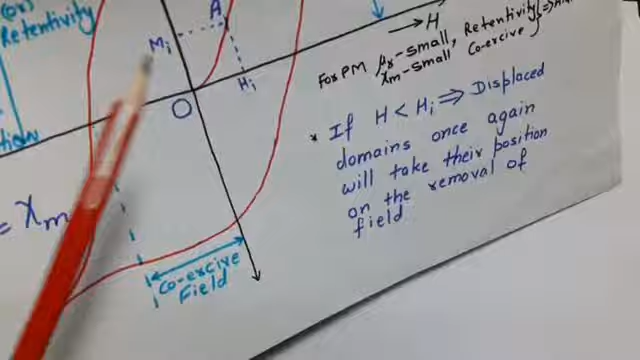 (or)
Retentivity
A
Mi
Hi
O
→ H
For PM μr - small, Retentivity
χm - small Co-ercive
* If H < Hi ⇒ Displaced
domains once again
will take their position
on the removal of
field
= χm
Co-ercive
Field